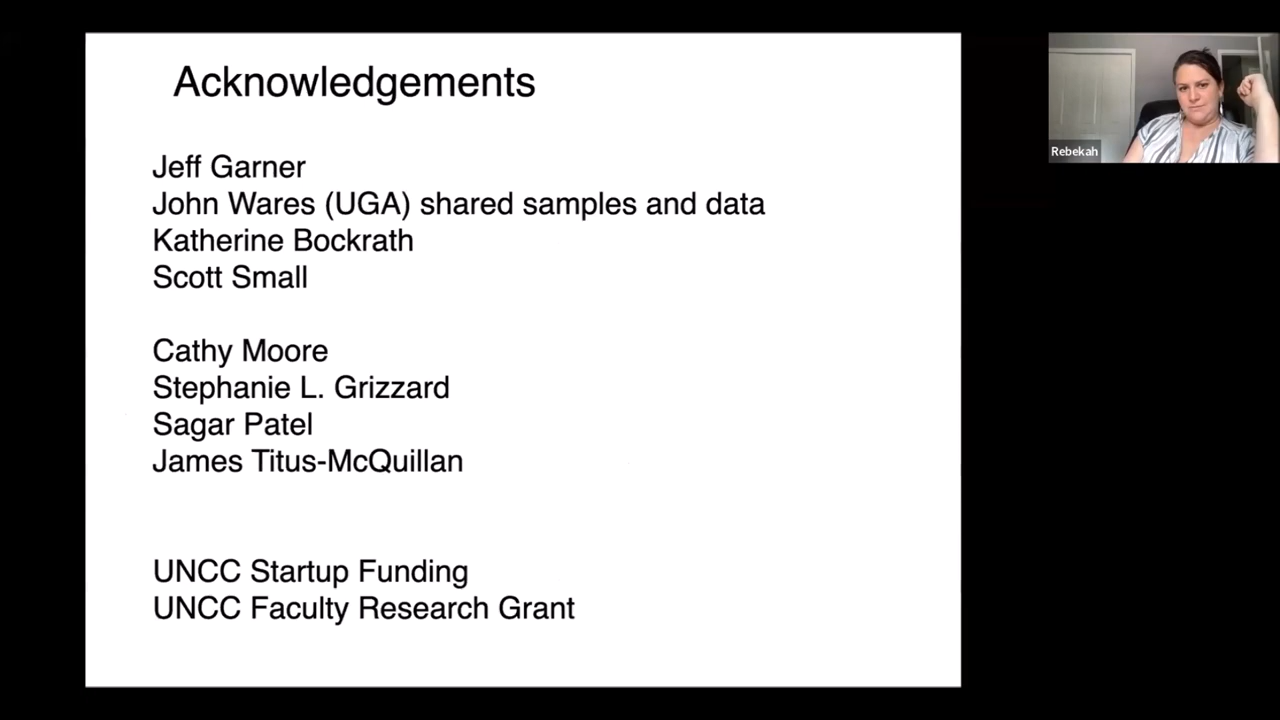 Acknowledgements
Jeff Garner
John Wares (UGA) shared samples and data
Katherine Bockrath
Scott Small
Cathy Moore
Stephanie L. Grizzard
Sagar Patel
James Titus-McQuillan
UNCC Startup Funding
UNCC Faculty Research Grant
Rebekah